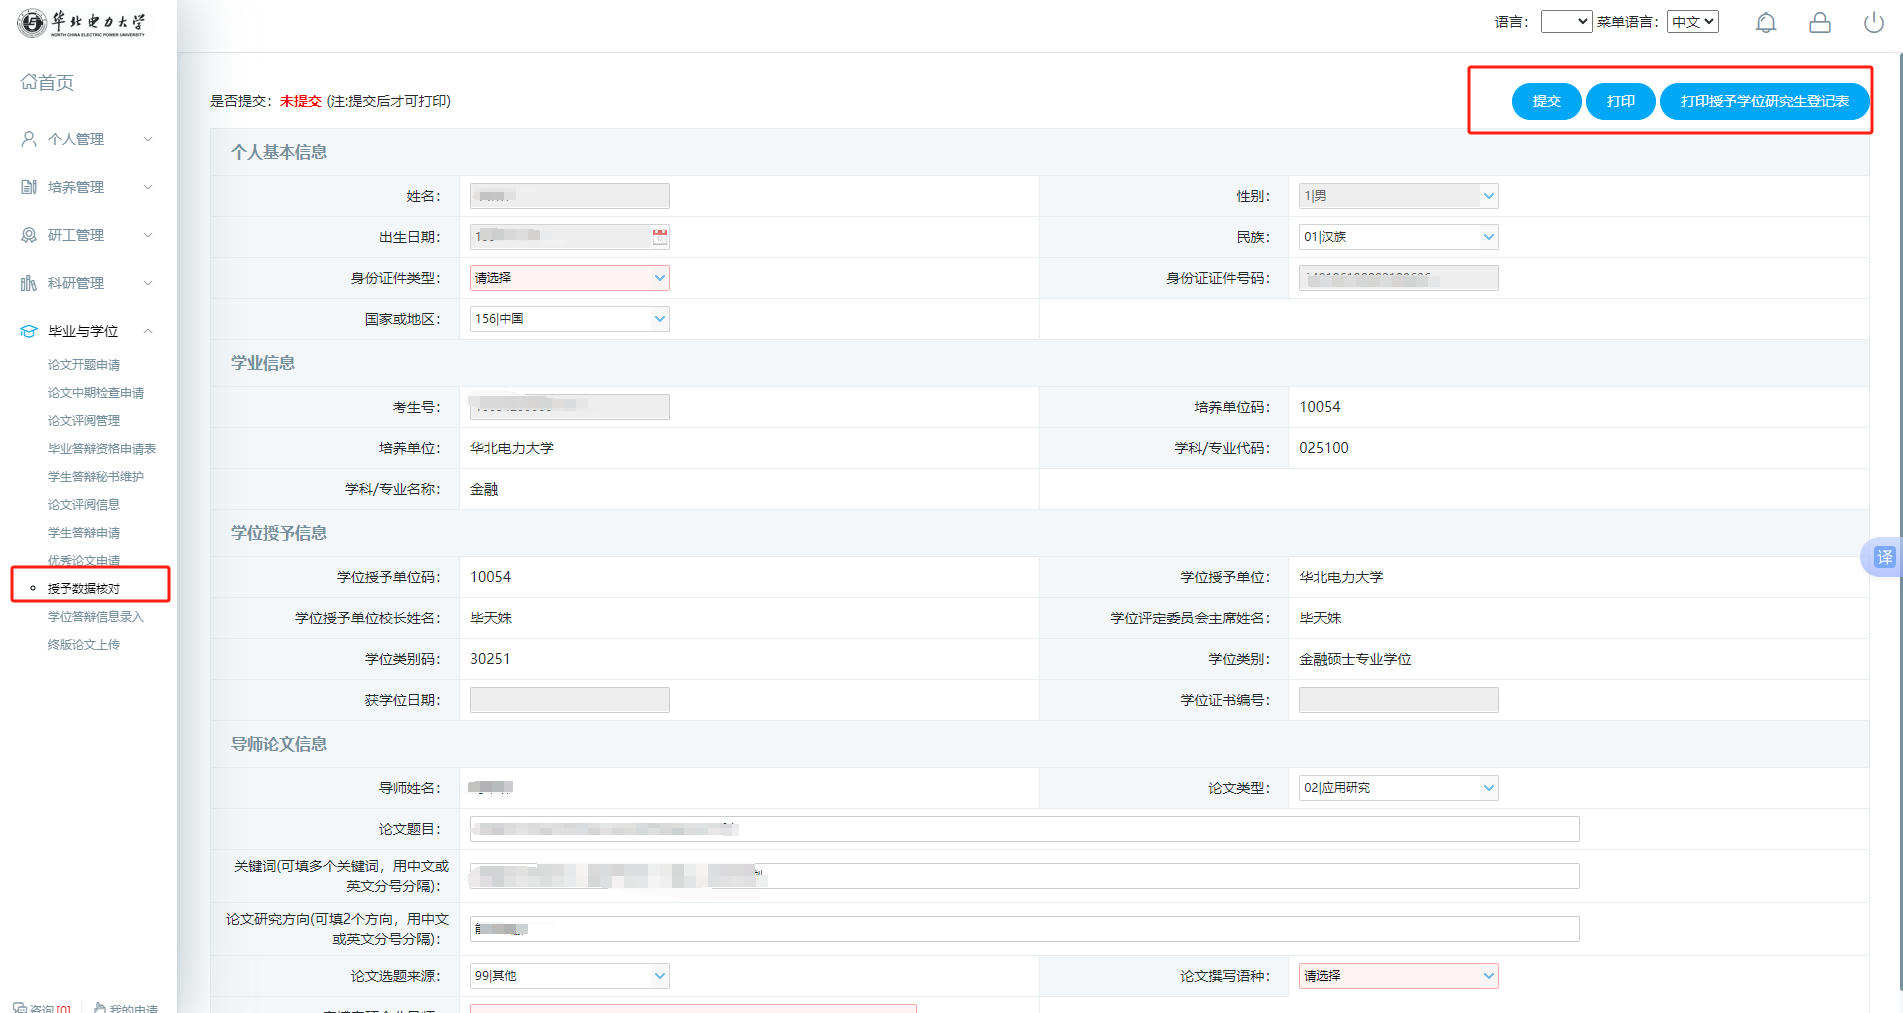 华北电力大学
NORTH CHINA ELECTRIC POWER UNIVERSITY
语言：
菜单语言：
中文
首页
个人管理
培养管理
研工管理
科研管理
毕业与学位
论文开题申请
论文中期检查申请
论文评阅管理
毕业答辩资格申请表
学生答辩秘书维护
论文评阅信息
学生答辩申请
优秀论文申请
授予数据核对
学位答辩信息录入
终版论文上传
咨询[0]
我的申请
是否提交：未提交 (注:提交后才可打印)
提交
打印
打印授予学位研究生登记表
个人基本信息
姓名：
性别：
1|男
出生日期：
民族：
01|汉族
身份证件类型：
请选择
身份证证件号码：
国家或地区：
156|中国
学业信息
考生号：
培养单位码：
10054
培养单位：
华北电力大学
学科/专业代码：
025100
学科/专业名称：
金融
学位授予信息
学位授予单位码：
10054
学位授予单位：
华北电力大学
学位授予单位校长姓名：
毕天姝
学位评定委员会主席姓名：
毕天姝
学位类别码：
30251
学位类别：
金融硕士专业学位
获学位日期：
学位证书编号：
导师论文信息
导师姓名：
论文类型：
02|应用研究
论文题目：
关键词(可填多个关键词，用中文或
英文分号分隔)：
论文研究方向(可填2个方向，用中文
或英文分号分隔)：
论文选题来源：
99|其他
论文撰写语种：
请选择
译